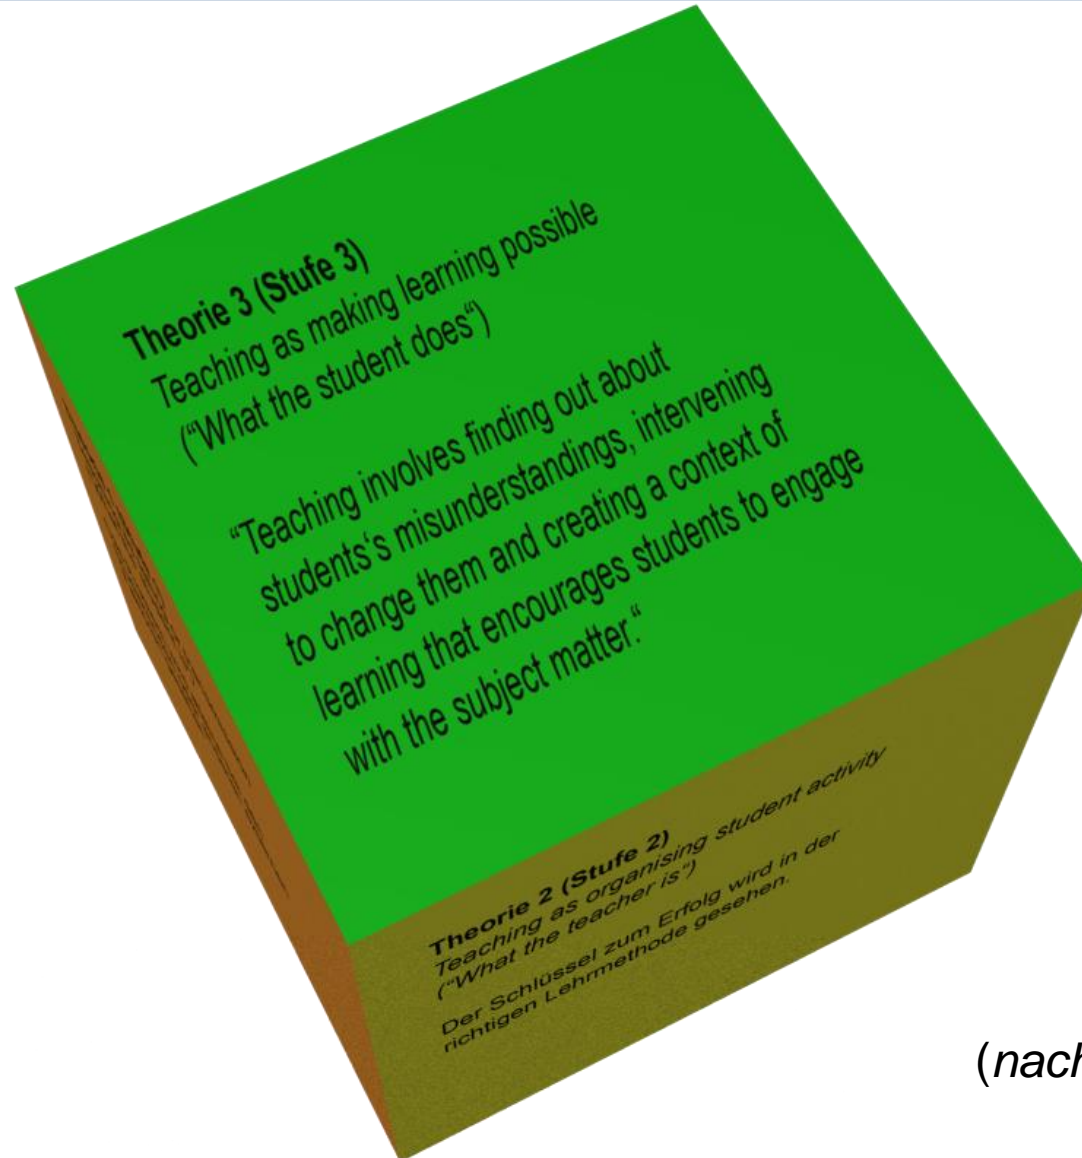 Theorie 3 (Stufe 3)
Teaching as making learning possible
(“What the student does“)
“Teaching involves finding out about
students‘s misunderstandings, intervening
to change them and creating a context of
learning that encourages students to engage
with the subject matter.“
Theorie 2 (Stufe 2)
Teaching as organising student activity
(“What the teacher is“)
Der Schlüssel zum Erfolg wird in der
richtigen Lehrmethode gesehen.
(nach